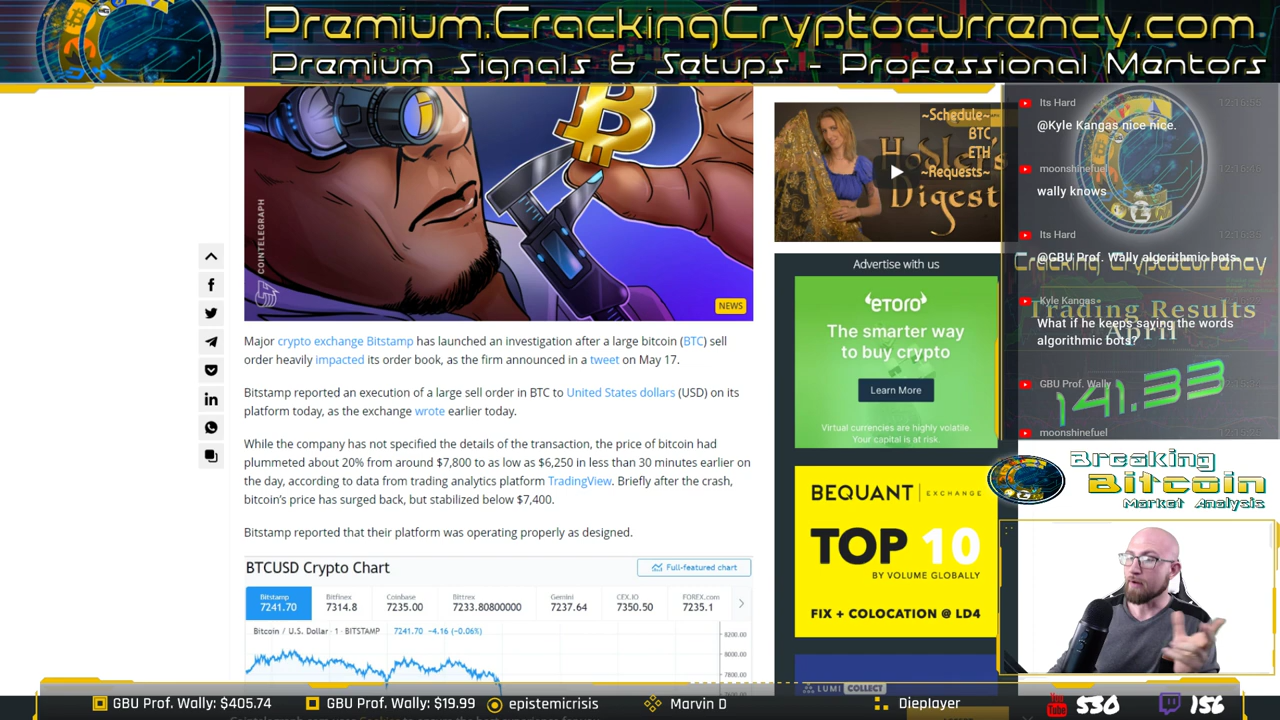 Premium.CrackingCryptocurrency.com
Premium Signals & Setups - Professional Mentors
COINTELEGRAPH
NEWS
Major crypto exchange Bitstamp has launched an investigation after a large bitcoin (BTC) sell
order heavily impacted its order book, as the firm announced in a tweet on May 17.
Bitstamp reported an execution of a large sell order in BTC to United States dollars (USD) on its
platform today, as the exchange wrote earlier today.
While the company has not specified the details of the transaction, the price of bitcoin had
plummeted about 20% from around $7,800 to as low as $6,250 in less than 30 minutes earlier on
the day, according to data from trading analytics platform TradingView. Briefly after the crash,
bitcoin's price has surged back, but stabilized below $7,400.
Bitstamp reported that their platform was operating properly as designed.
BTCUSD Crypto Chart
Full-featured chart
Bitstamp Bitfinex Coinbase Bittrex Gemini CEX.IO FOREX.com
7241.70 7314.8 7235.00 7233.80800000 7237.64 7350.50 7235.1
Bitcoin / U.S. Dollar · 1 · BITSTAMP 7241.70 −4.16 (−0.06%)
8200.00
8000.00
7800.00
~Schedule~
BTC
ETH
~Requests~
Hodler's
Digest
Advertise with us
eToro
The smarter way
to buy crypto
Learn More
Virtual currencies are highly volatile.
Your capital is at risk.
BEQUANT | EXCHANGE
TOP 10
BY VOLUME GLOBALLY
FIX + COLOCATION @ LD4
LUMI COLLECT
Its Hard
@Kyle Kangas nice nice.
moonshinefuel
wally knows
Its Hard
@GBU Prof. Wally algorithmic bots
Cracking Cryptocurrency
Kyle Kangas
What if he keeps saying the words
algorithmic bots?
Trading Results
April
GBU Prof. Wally
141.33
moonshinefuel
Breaking
Bitcoin
Market Analysis
GBU Prof. Wally: $405.74
GBU Prof. Wally: $19.99
epistemicrisis
Marvin D
Dieplayer
You
Tube
530
156